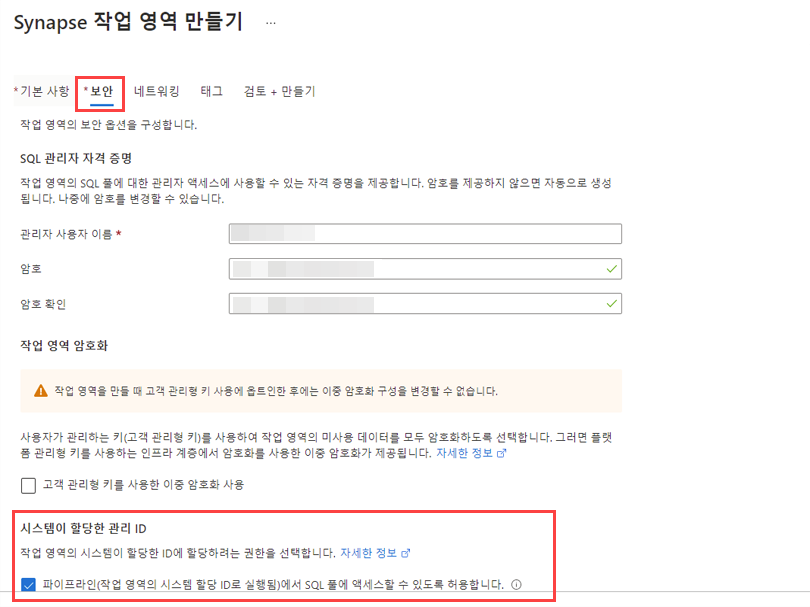 Synapse 작업 영역 만들기 ...
*기본 사항 *보안 네트워킹 태그 검토 + 만들기
작업 영역의 보안 옵션을 구성합니다.
SQL 관리자 자격 증명
작업 영역의 SQL 풀에 대한 관리자 액세스에 사용할 수 있는 자격 증명을 제공합니다. 암호를 제공하지 않으면 자동으로 생성
됩니다. 나중에 암호를 변경할 수 있습니다.
관리자 사용자 이름 *
암호
암호 확인
작업 영역 암호화
작업 영역을 만들 때 고객 관리형 키 사용에 옵트인한 후에는 이중 암호화 구성을 변경할 수 없습니다.
사용자가 관리하는 키(고객 관리형 키)를 사용하여 작업 영역의 미사용 데이터를 모두 암호화하도록 선택합니다. 그러면 플랫
폼 관리형 키를 사용하는 인프라 계층에서 암호화를 사용한 이중 암호화가 제공됩니다. 자세한 정보
고객 관리형 키를 사용한 이중 암호화 사용
시스템이 할당한 관리 ID
작업 영역의 시스템이 할당한 ID에 할당하려는 권한을 선택합니다. 자세한 정보
파이프라인(작업 영역의 시스템 할당 ID로 실행됨)에서 SQL 풀에 액세스할 수 있도록 허용합니다.